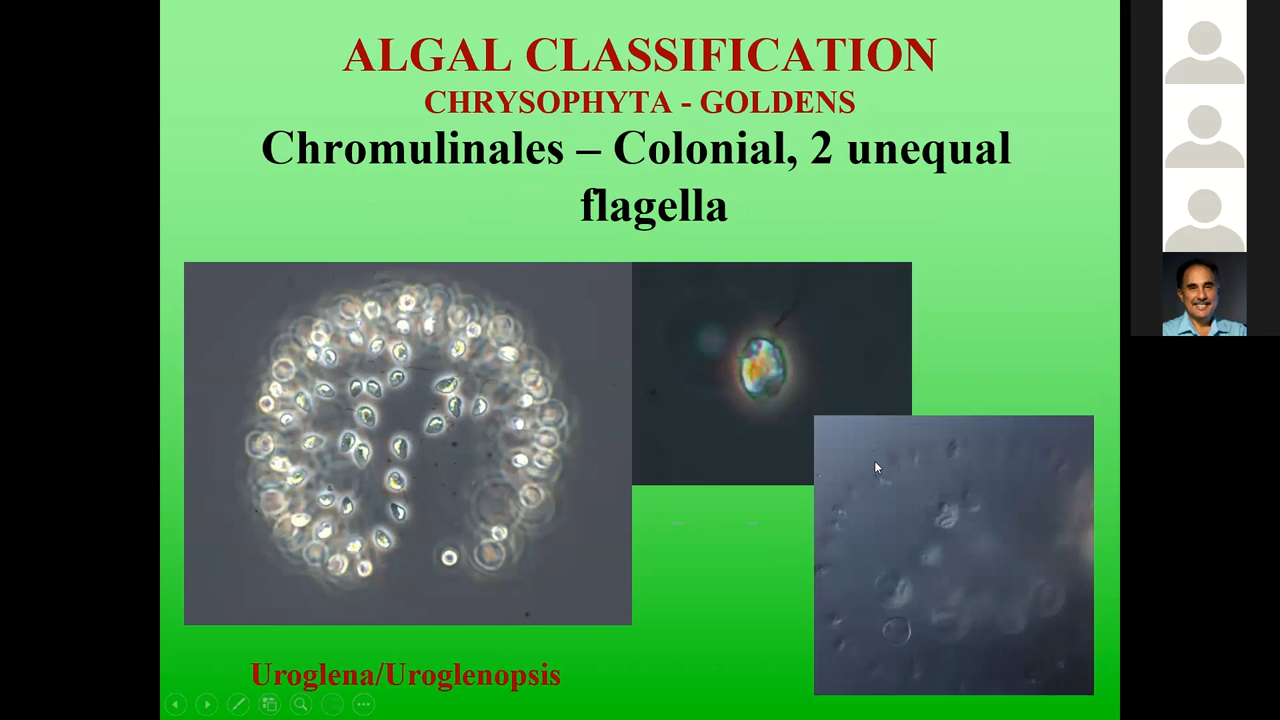 ALGAL CLASSIFICATION
CHRYSOPHYTA - GOLDENS
Chromulinales – Colonial, 2 unequal
flagella
Uroglena/Uroglenopsis